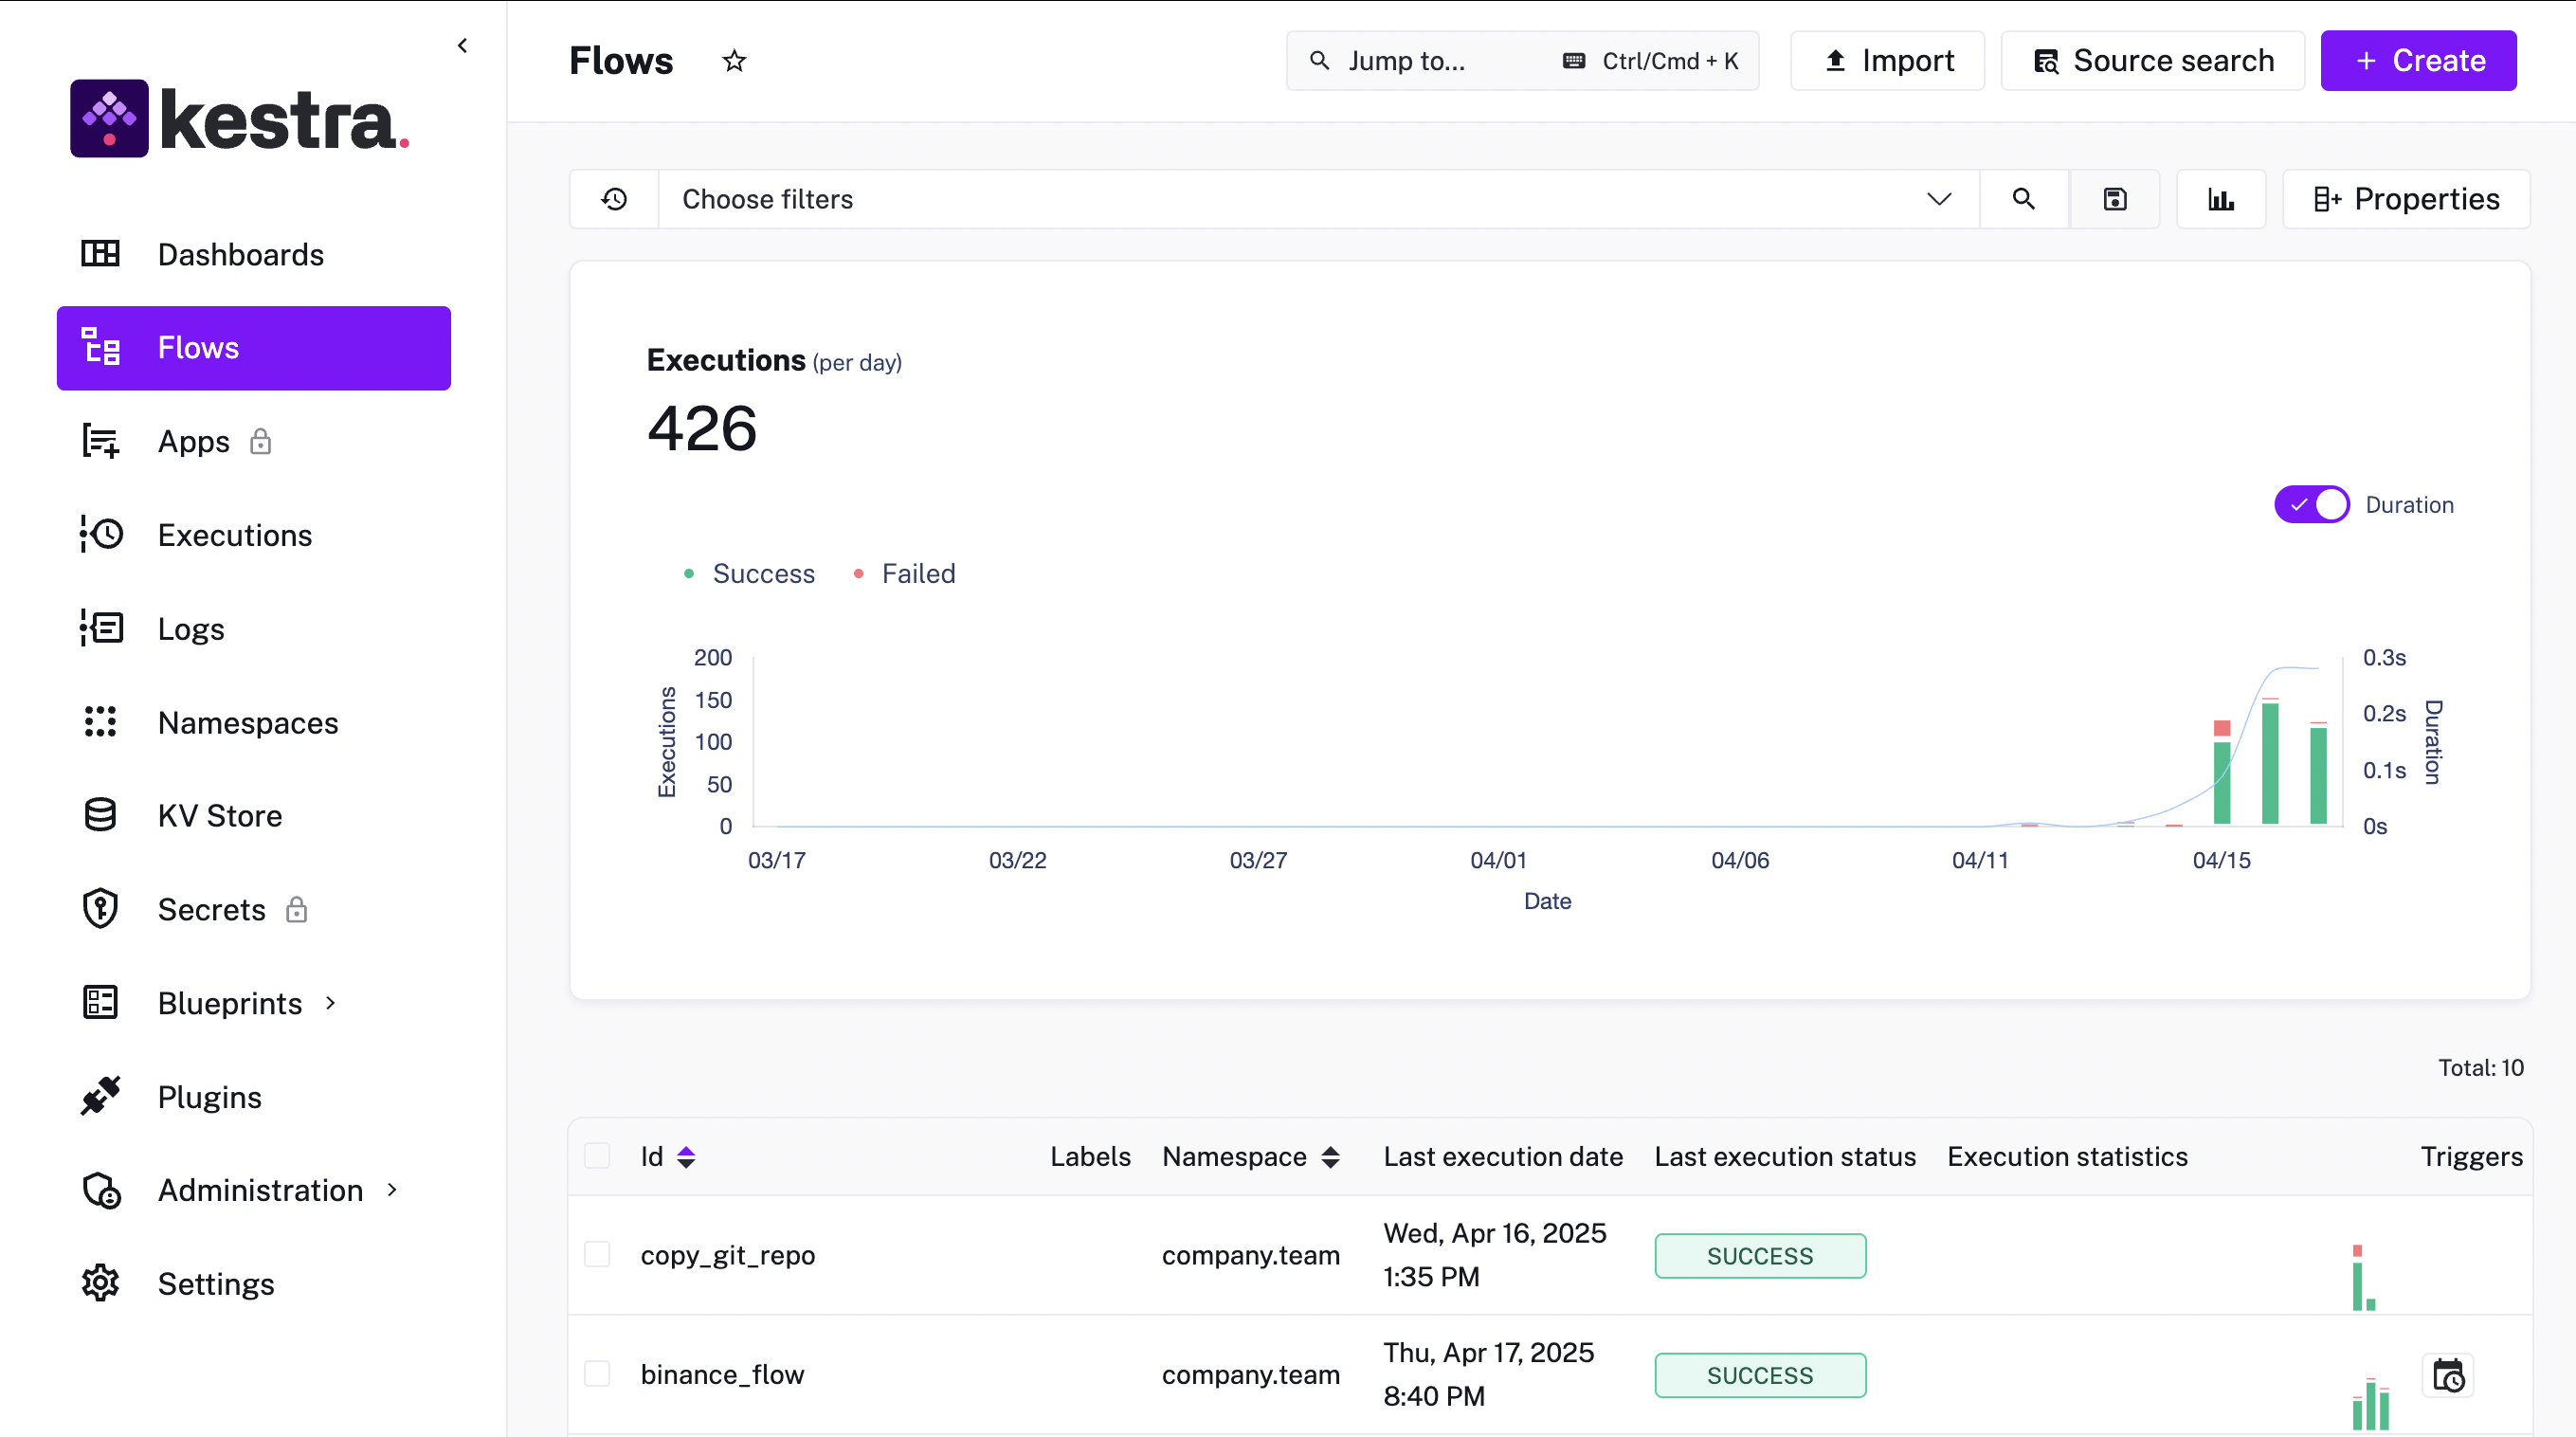 kestra.
Dashboards
Flows
Apps
Executions
Logs
Namespaces
KV Store
Secrets
Blueprints
Plugins
Administration
Settings
Flows
Jump to...
Ctrl/Cmd + K
Import
Source search
+ Create
Choose filters
Properties
Executions (per day)
426
Duration
Success
Failed
Executions
200
150
100
50
0
0.3s
0.2s
0.1s
0s
Duration
03/17
03/22
03/27
04/01
04/06
04/11
04/15
Date
Total: 10
Id
Labels
Namespace
Last execution date
Last execution status
Execution statistics
Triggers
copy_git_repo
company.team
Wed, Apr 16, 2025
1:35 PM
SUCCESS
binance_flow
company.team
Thu, Apr 17, 2025
8:40 PM
SUCCESS